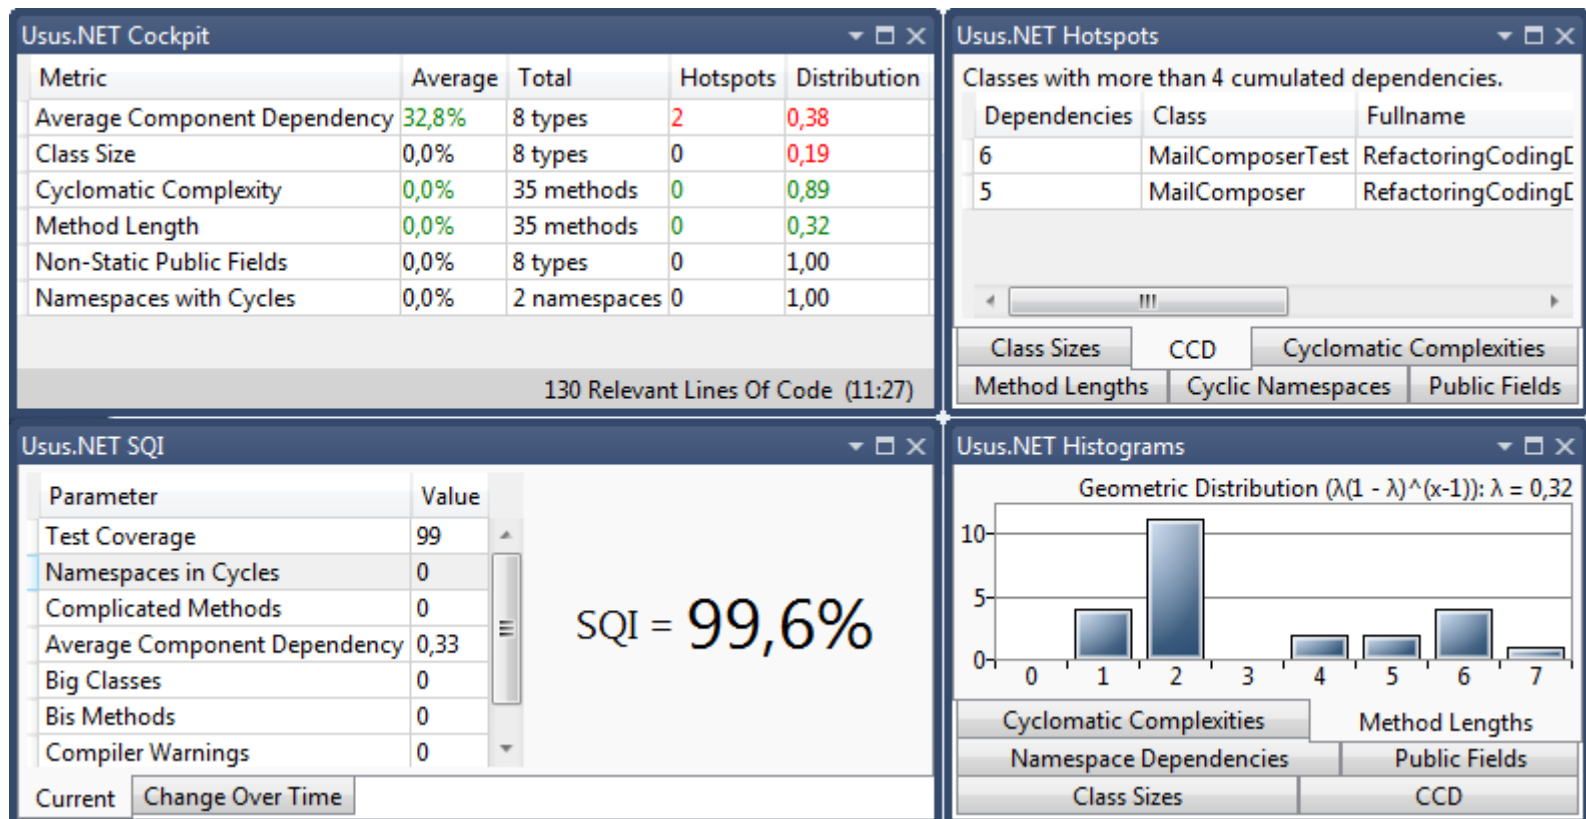 Usus.NET Cockpit
Metric Average Total Hotspots Distribution
Average Component Dependency 32,8% 8 types 2 0,38
Class Size 0,0% 8 types 0 0,19
Cyclomatic Complexity 0,0% 35 methods 0 0,89
Method Length 0,0% 35 methods 0 0,32
Non-Static Public Fields 0,0% 8 types 0 1,00
Namespaces with Cycles 0,0% 2 namespaces 0 1,00
130 Relevant Lines Of Code (11:27)
Usus.NET Hotspots
Classes with more than 4 cumulated dependencies.
Dependencies Class Fullname
6 MailComposerTest RefactoringCodingD
5 MailComposer RefactoringCodingD
Class Sizes CCD Cyclomatic Complexities
Method Lengths Cyclic Namespaces Public Fields
Usus.NET SQI
Parameter Value
Test Coverage 99
Namespaces in Cycles 0
Complicated Methods 0
Average Component Dependency 0,33
Big Classes 0
Bis Methods 0
Compiler Warnings 0
SQI = 99,6%
Current Change Over Time
Usus.NET Histograms
Geometric Distribution (λ(1 - λ)^(x-1)): λ = 0,32
10
5
0
0 1 2 3 4 5 6 7
Cyclomatic Complexities Method Lengths
Namespace Dependencies Public Fields
Class Sizes CCD